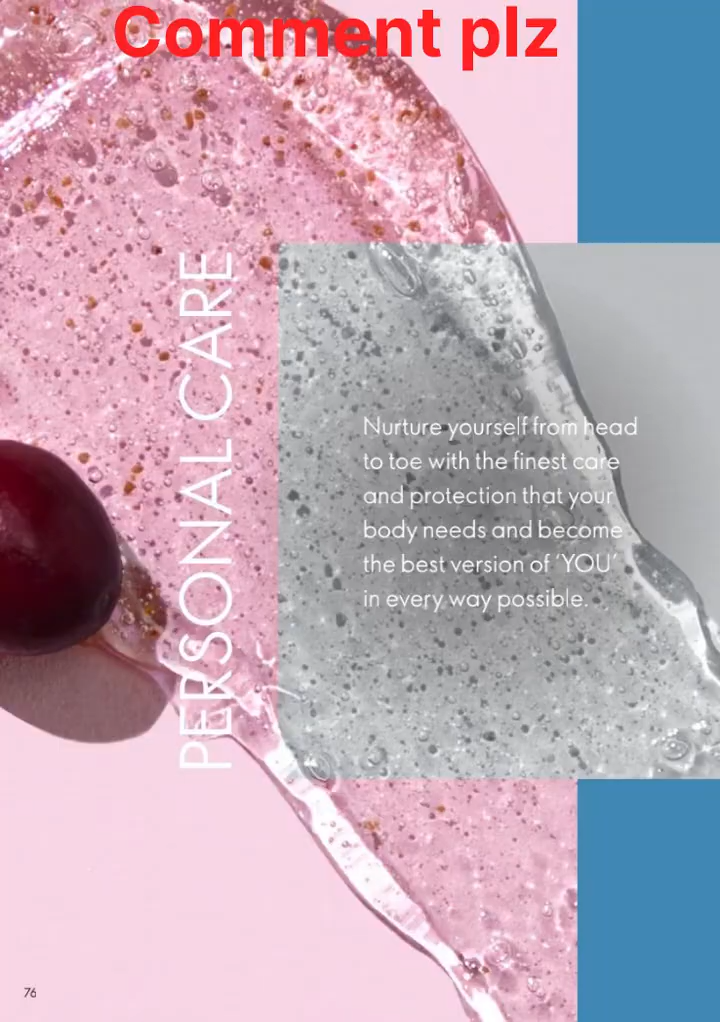 Comment plz
PERSONAL CARE
Nurture yourself from head
to toe with the finest care
and protection that your
body needs and become
the best version of ‘YOU’
in every way possible.
76